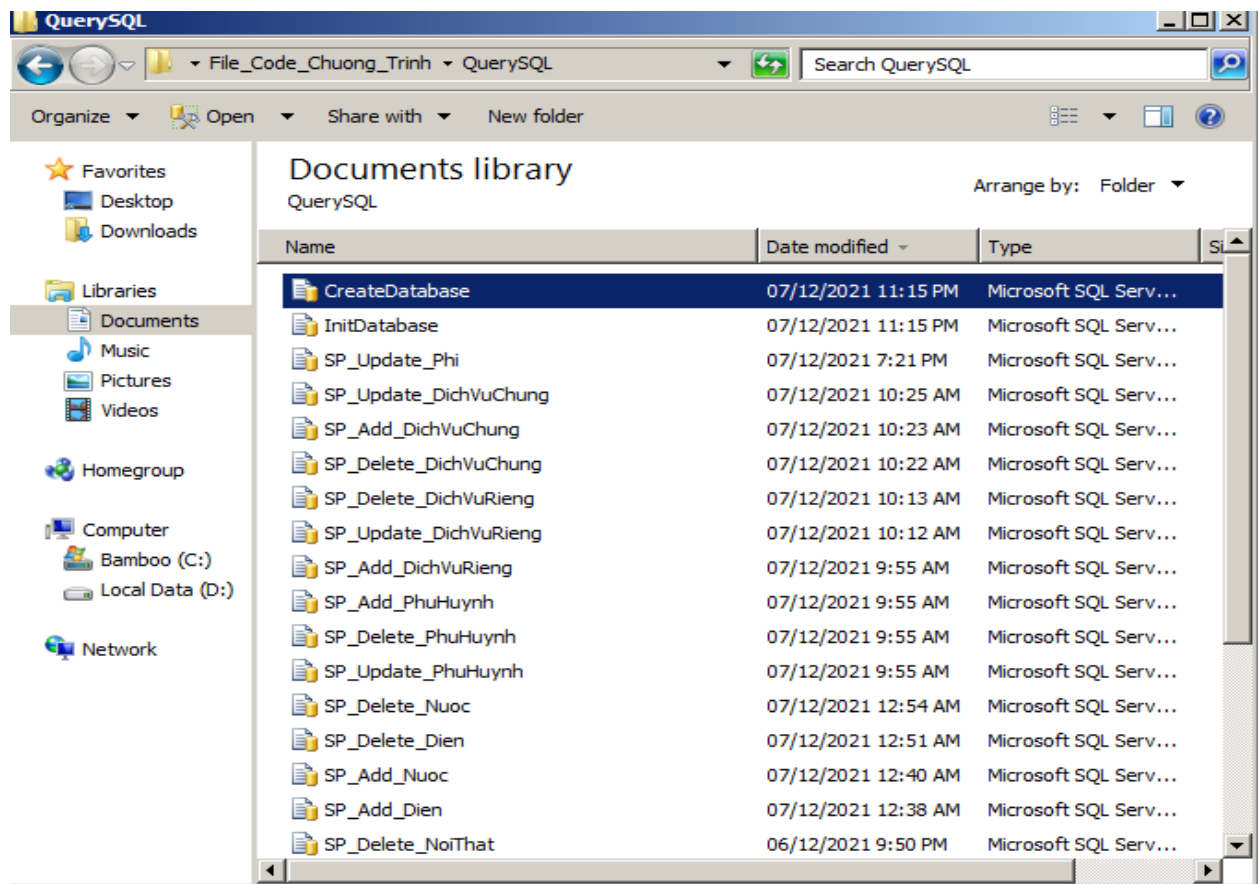 QuerySQL
File_Code_Chuong_Trinh QuerySQL Search QuerySQL
Organize Open Share with New folder
Favorites
Desktop
Downloads
Libraries
Documents
Music
Pictures
Videos
Homegroup
Computer
Bamboo (C:)
Local Data (D:)
Network
Documents library
QuerySQL
Arrange by: Folder
Name Date modified Type Si
CreateDatabase 07/12/2021 11:15 PM Microsoft SQL Serv...
InitDatabase 07/12/2021 11:15 PM Microsoft SQL Serv...
SP_Update_Phi 07/12/2021 7:21 PM Microsoft SQL Serv...
SP_Update_DichVuChung 07/12/2021 10:25 AM Microsoft SQL Serv...
SP_Add_DichVuChung 07/12/2021 10:23 AM Microsoft SQL Serv...
SP_Delete_DichVuChung 07/12/2021 10:22 AM Microsoft SQL Serv...
SP_Delete_DichVuRieng 07/12/2021 10:13 AM Microsoft SQL Serv...
SP_Update_DichVuRieng 07/12/2021 10:12 AM Microsoft SQL Serv...
SP_Add_DichVuRieng 07/12/2021 9:55 AM Microsoft SQL Serv...
SP_Add_PhuHuynh 07/12/2021 9:55 AM Microsoft SQL Serv...
SP_Delete_PhuHuynh 07/12/2021 9:55 AM Microsoft SQL Serv...
SP_Update_PhuHuynh 07/12/2021 9:55 AM Microsoft SQL Serv...
SP_Delete_Nuoc 07/12/2021 12:54 AM Microsoft SQL Serv...
SP_Delete_Dien 07/12/2021 12:51 AM Microsoft SQL Serv...
SP_Add_Nuoc 07/12/2021 12:40 AM Microsoft SQL Serv...
SP_Add_Dien 07/12/2021 12:38 AM Microsoft SQL Serv...
SP_Delete_NoiThat 06/12/2021 9:50 PM Microsoft SQL Serv...